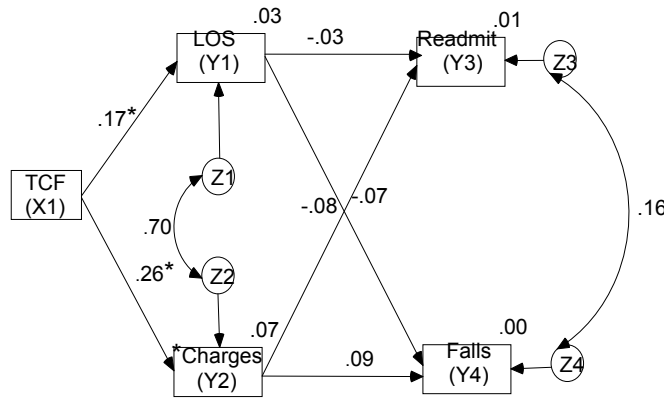 .03
.01
LOS
(Y1)
-.03
Readmit
(Y3)
Z3
.17*
TCF
(X1)
Z1
-.08
-.07
.70
.16
.26*
Z2
.07
.00
*Charges
(Y2)
.09
Falls
(Y4)
Z4